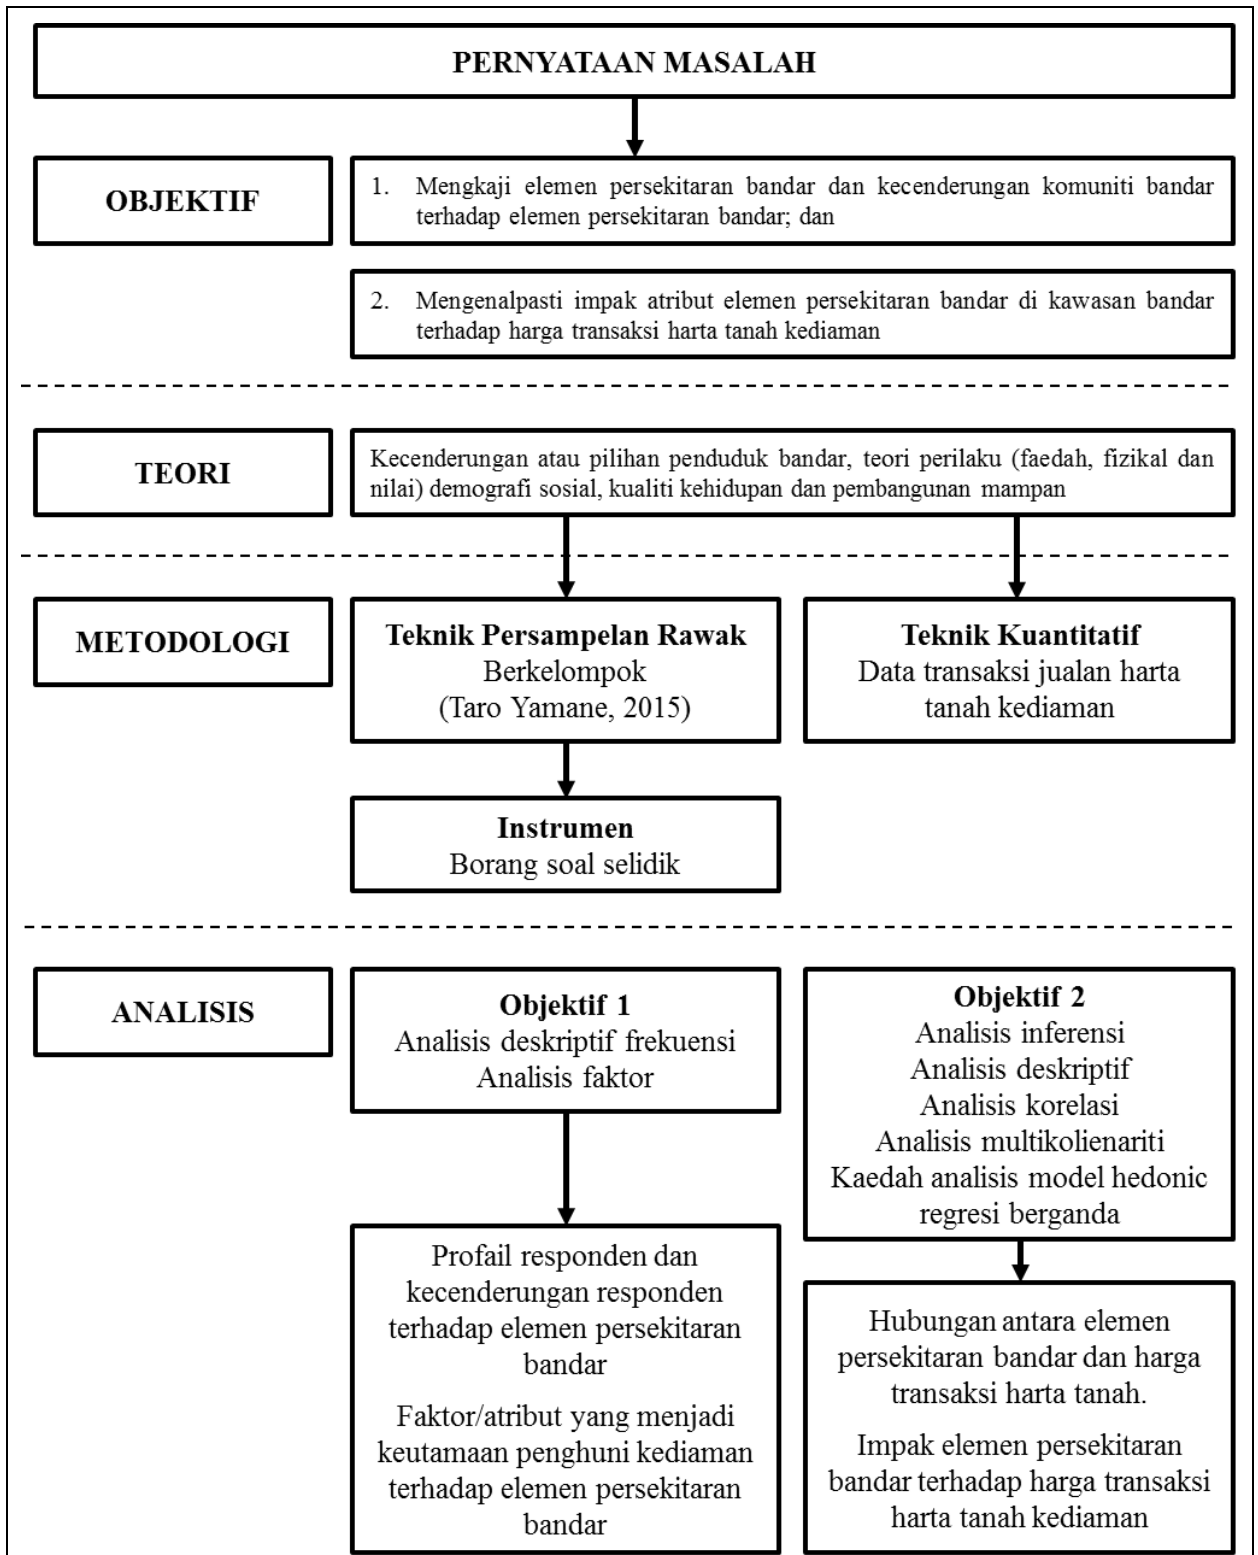 PERNYATAAN MASALAH
OBJEKTIF
1. Mengkaji elemen persekitaran bandar dan kecenderungan komuniti bandar
terhadap elemen persekitaran bandar; dan
2. Mengenalpasti impak atribut elemen persekitaran bandar di kawasan bandar
terhadap harga transaksi harta tanah kediaman
TEORI
Kecenderungan atau pilihan penduduk bandar, teori perilaku (faedah, fizikal dan
nilai) demografi sosial, kualiti kehidupan dan pembangunan mampan
METODOLOGI
Teknik Persampelan Rawak
Berkelompok
(Taro Yamane, 2015)
Teknik Kuantitatif
Data transaksi jualan harta
tanah kediaman
Instrumen
Borang soal selidik
ANALISIS
Objektif 1
Analisis deskriptif frekuensi
Analisis faktor
Objektif 2
Analisis inferensi
Analisis deskriptif
Analisis korelasi
Analisis multikolienariti
Kaedah analisis model hedonic
regresi berganda
Profail responden dan
kecenderungan responden
terhadap elemen persekitaran
bandar
Faktor/atribut yang menjadi
keutamaan penghuni kediaman
terhadap elemen persekitaran
bandar
Hubungan antara elemen
persekitaran bandar dan harga
transaksi harta tanah.
Impak elemen persekitaran
bandar terhadap harga transaksi
harta tanah kediaman